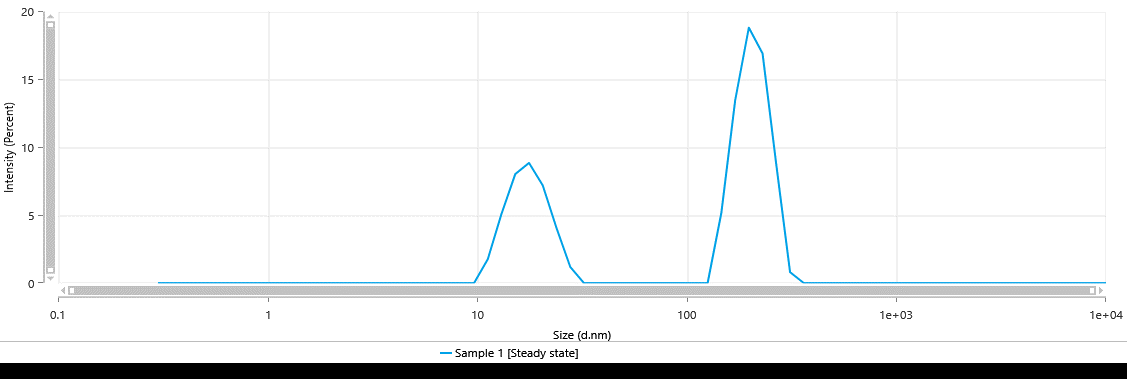 20
15
10
5
0
Intensity (Percent)
0.1 1 10 100 1e+03 1e+04
Size (d.nm)
Sample 1 [Steady state]